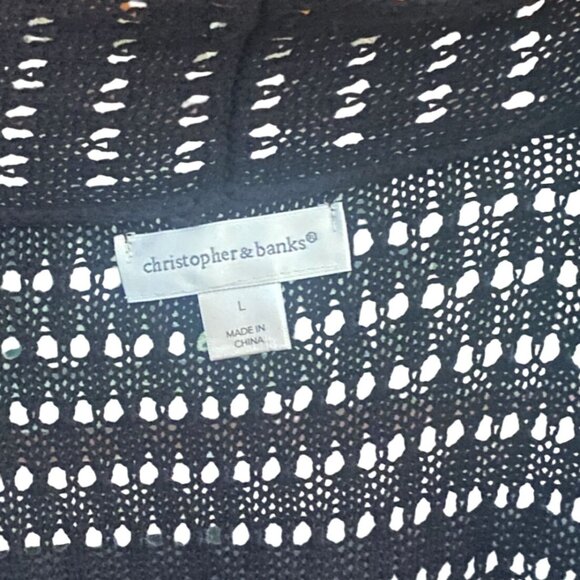 christopher & banks®
L
MADE IN
CHINA